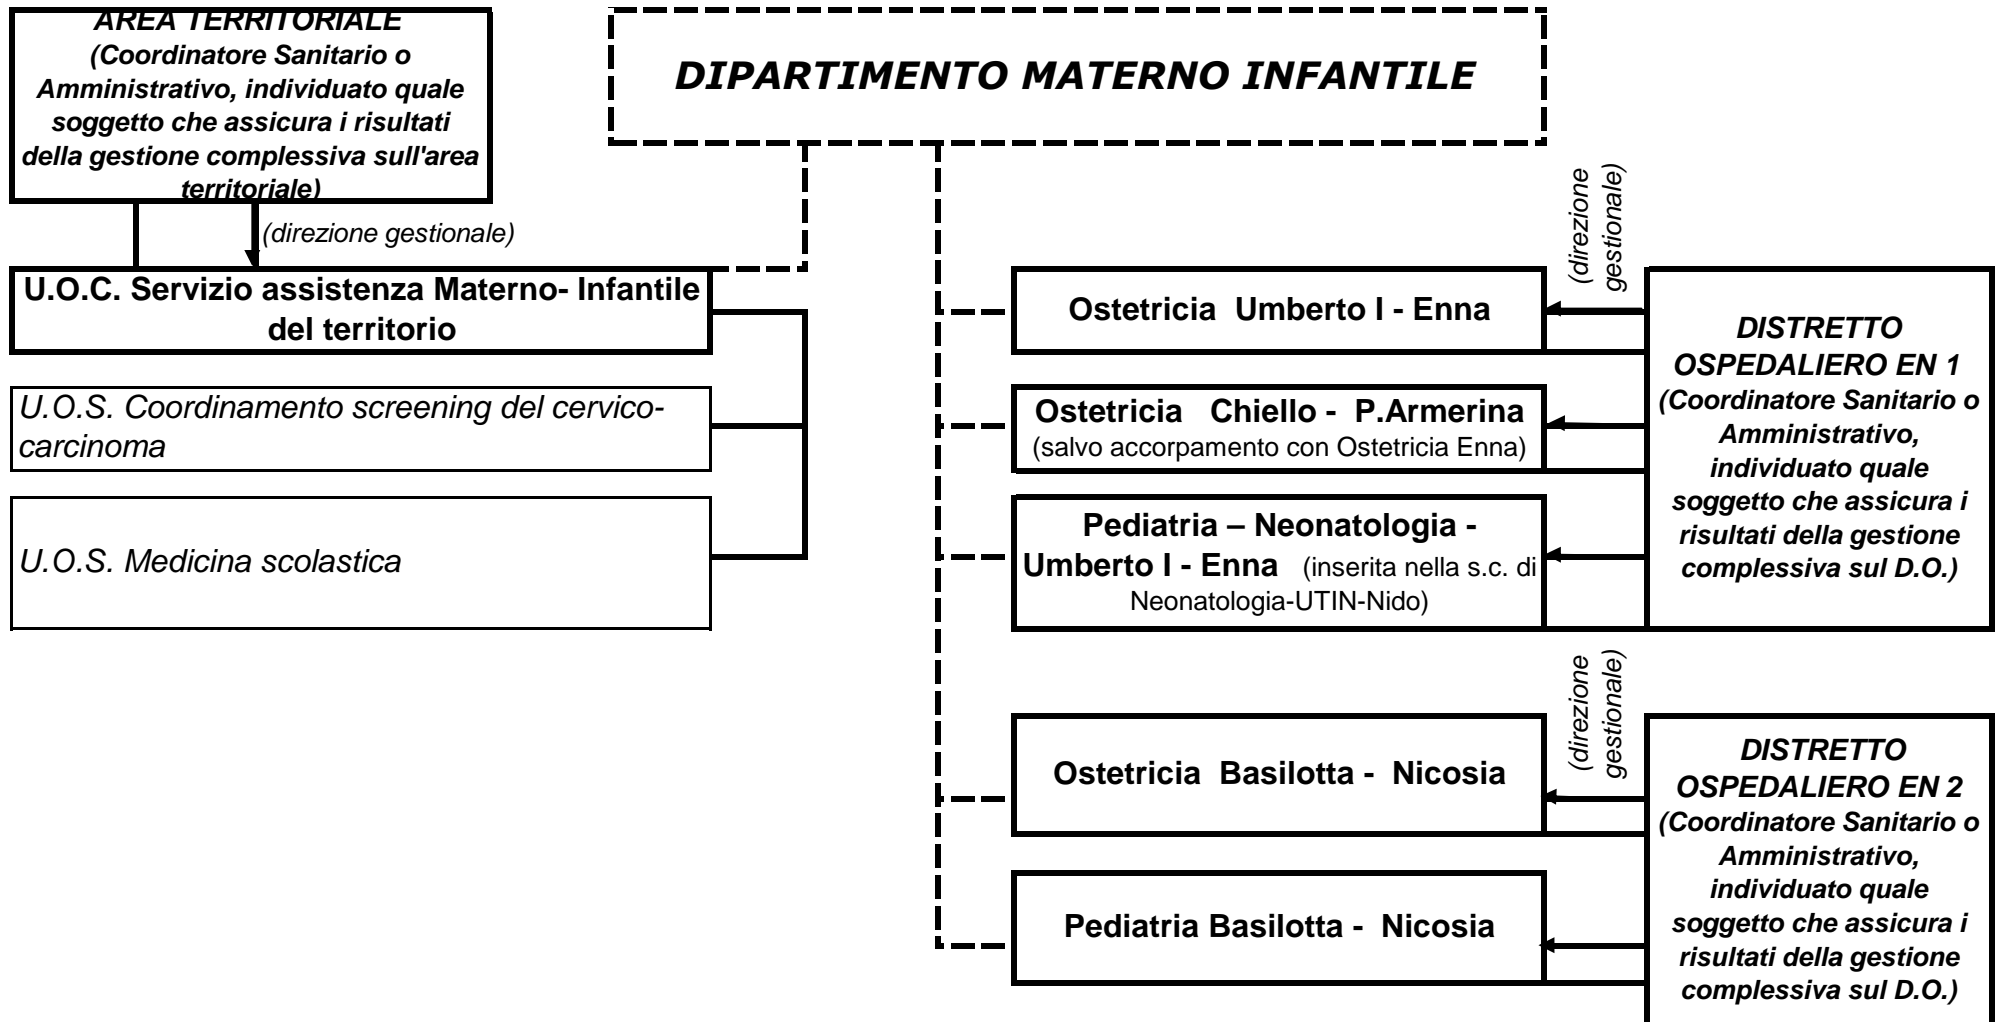 AREA TERRITORIALE
(Coordinatore Sanitario o
Amministrativo, individuato quale
soggetto che assicura i risultati
della gestione complessiva sull'area
territoriale)
DIPARTIMENTO MATERNO INFANTILE
(direzione gestionale)
U.O.C. Servizio assistenza Materno- Infantile
del territorio
U.O.S. Coordinamento screening del cervico-
carcinoma
U.O.S. Medicina scolastica
Ostetricia Umberto I - Enna
Ostetricia Chiello - P.Armerina
(salvo accorpamento con Ostetricia Enna)
Pediatria – Neonatologia -
Umberto I - Enna (inserita nella s.c. di
Neonatologia-UTIN-Nido)
(direzione
gestionale)
DISTRETTO
OSPEDALIERO EN 1
(Coordinatore Sanitario o
Amministrativo,
individuato quale
soggetto che assicura i
risultati della gestione
complessiva sul D.O.)
Ostetricia Basilotta - Nicosia
Pediatria Basilotta - Nicosia
(direzione
gestionale)
DISTRETTO
OSPEDALIERO EN 2
(Coordinatore Sanitario o
Amministrativo,
individuato quale
soggetto che assicura i
risultati della gestione
complessiva sul D.O.)